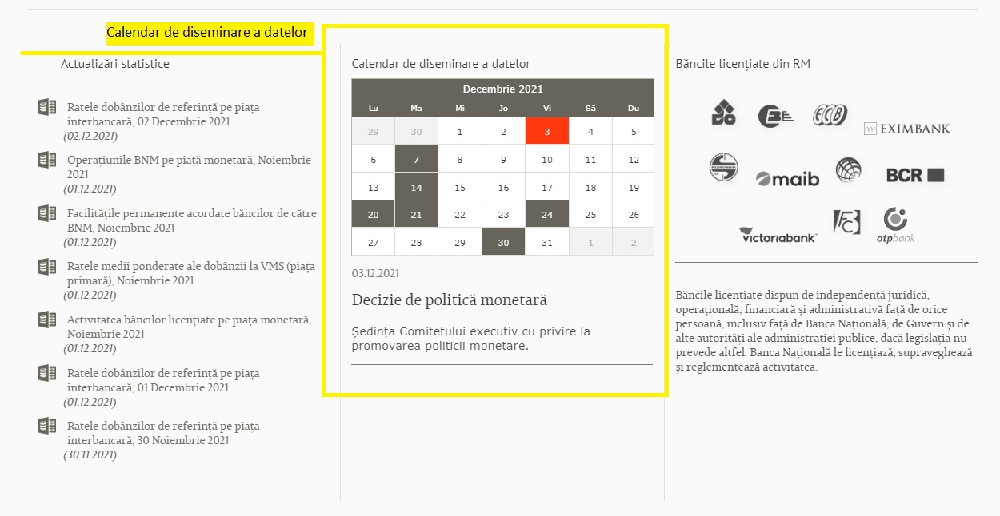 Calendar de diseminare a datelor
Actualizări statistice
Ratele dobânzilor de referință pe piața
interbancară, 02 Decembrie 2021
(02.12.2021)
Operațiunile BNM pe piață monetară, Noiembrie
2021
(01.12.2021)
Facilitățile permanente acordate băncilor de către
BNM, Noiembrie 2021
(01.12.2021)
Ratele medii ponderate ale dobânzii la VMS (piața
primară), Noiembrie 2021
(01.12.2021)
Activitatea băncilor licențiate pe piața monetară,
Noiembrie 2021
(01.12.2021)
Ratele dobânzilor de referință pe piața
interbancară, 01 Decembrie 2021
(01.12.2021)
Ratele dobânzilor de referință pe piața
interbancară, 30 Noiembrie 2021
(30.11.2021)
Calendar de diseminare a datelor
Decembrie 2021
Lu Ma Mi Jo Vi Sâ Du
29 30 1 2 3 4 5
6 7 8 9 10 11 12
13 14 15 16 17 18 19
20 21 22 23 24 25 26
27 28 29 30 31 1 2
03.12.2021
Decizie de politică monetară
Ședința Comitetului executiv cu privire la
promovarea politicii monetare.
Băncile licențiate din RM
ECB
EXIMBANK
maib
BCR
victoriabank
FCB
otpbank
Băncile licențiate dispun de independență juridică,
operațională, financiară și administrativă față de orice
persoană, inclusiv față de Banca Națională, de Guvern și de
alte autorități ale administrației publice, dacă legislația nu
prevede altfel. Banca Națională le licențiază, supraveghează
și reglementează activitatea.